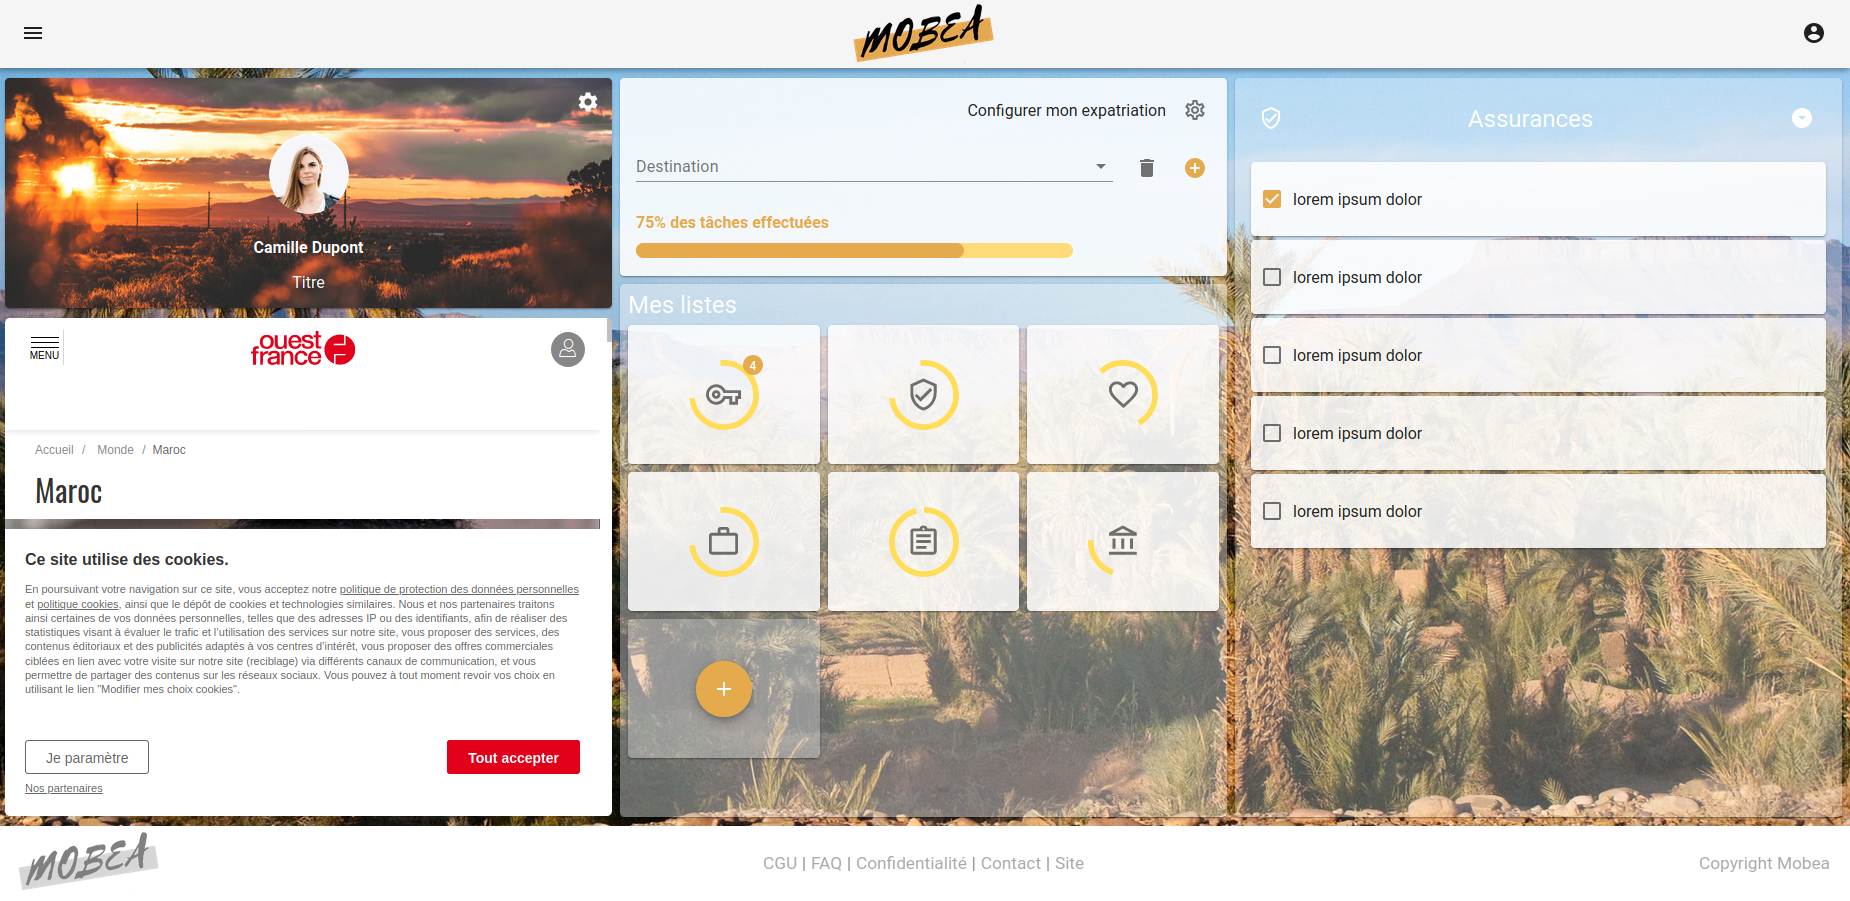 MOBEA
Camille Dupont
Titre
MENU
ouest
france
Accueil / Monde / Maroc
Maroc
Ce site utilise des cookies.
En poursuivant votre navigation sur ce site, vous acceptez notre politique de protection des données personnelles
et politique cookies, ainsi que le dépôt de cookies et technologies similaires. Nous et nos partenaires traitons
ainsi certaines de vos données personnelles, telles que des adresses IP ou des identifiants, afin de réaliser des
statistiques visant à évaluer le trafic et l'utilisation des services sur notre site, vous proposer des services, des
contenus éditoriaux et des publicités adaptés à vos centres d'intérêt, vous proposer des offres commerciales
ciblées en lien avec votre visite sur notre site (reciblage) via différents canaux de communication, et vous
permettre de partager des contenus sur les réseaux sociaux. Vous pouvez à tout moment revoir vos choix en
utilisant le lien "Modifier mes choix cookies".
Je paramètre
Tout accepter
Nos partenaires
Configurer mon expatriation
Destination
75% des tâches effectuées
Mes listes
4
Assurances
lorem ipsum dolor
lorem ipsum dolor
lorem ipsum dolor
lorem ipsum dolor
lorem ipsum dolor
MOBEA
CGU | FAQ | Confidentialité | Contact | Site
Copyright Mobea